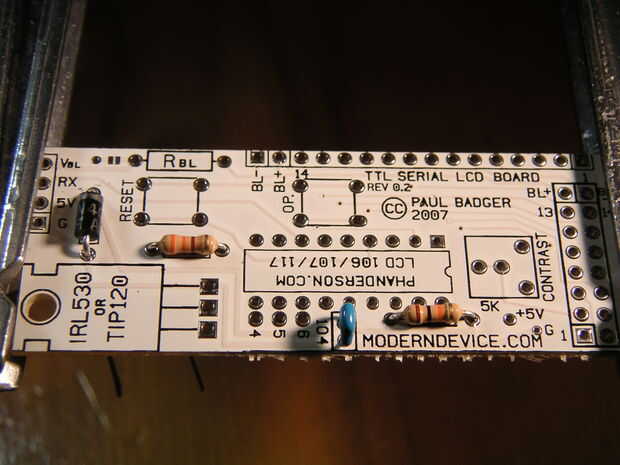 VBL
RBL
BL-
BL+
14
1
TTL SERIAL LCD BOARD
REV 0.2
RX
5V
G
RESET
OP.
CC PAUL BADGER
2007
BL+
13
PHANDERSON.COM
LCD 106/107/117
CONTRAST
5K
+5V
G
1
IRL530
OR
TIP120
4
5
6
104
MODERNDEVICE.COM